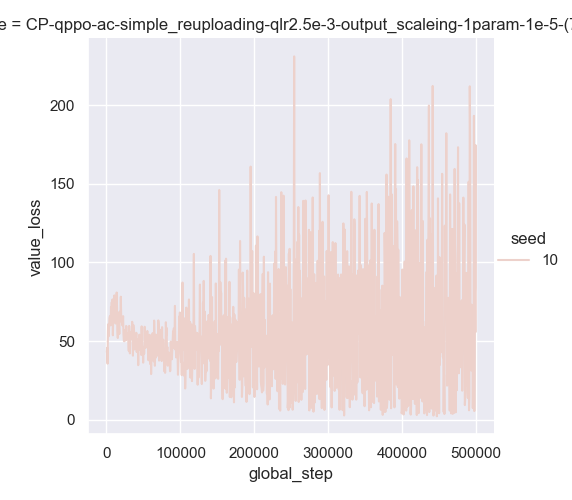 e = CP-qppo-ac-simple_reuploading-qlr2.5e-3-output_scaleing-1param-1e-5-(7
200
150
100
50
0
value_loss
seed
10
0 100000 200000 300000 400000 500000
global_step